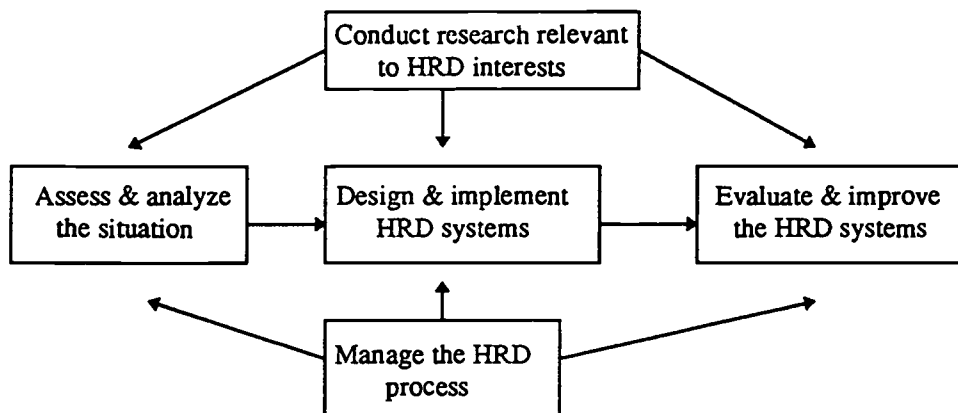 Conduct research relevant
to HRD interests
Assess & analyze
the situation
Design & implement
HRD systems
Evaluate & improve
the HRD systems
Manage the HRD
process